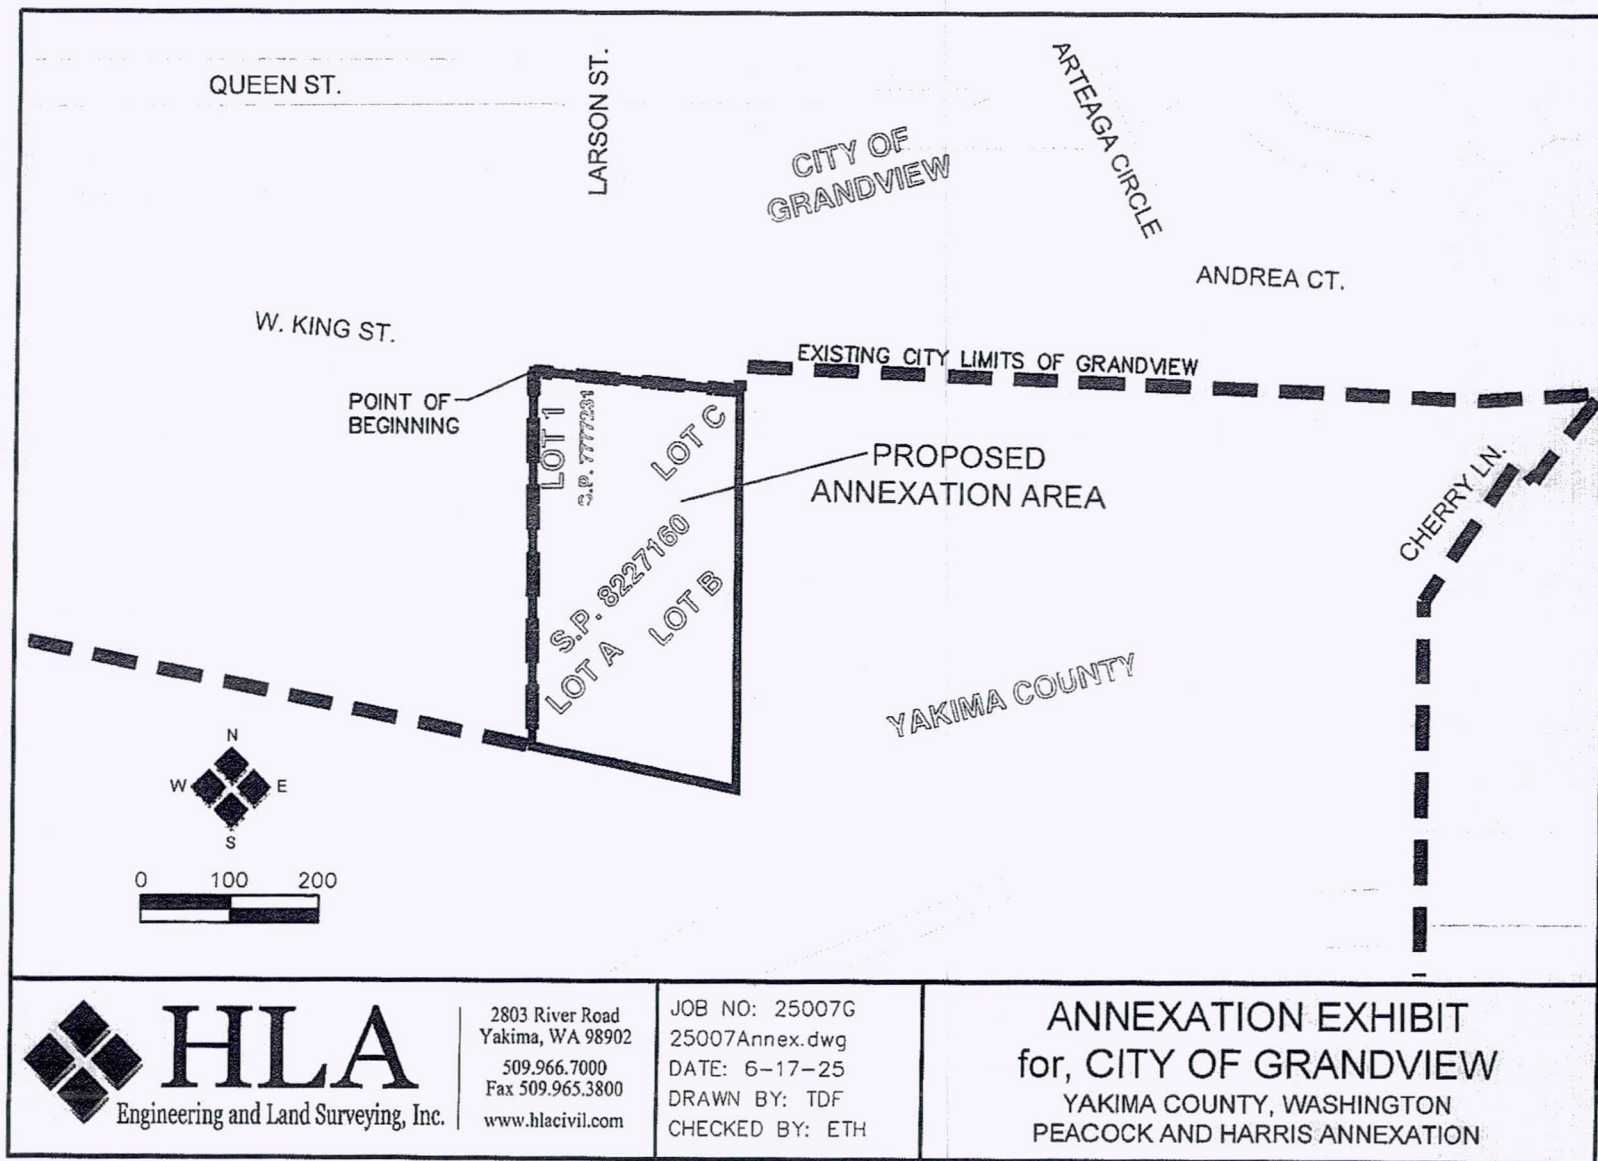 QUEEN ST.
LARSON ST.
ARTEAGA CIRCLE
CITY OF
GRANDVIEW
ANDREA CT.
W. KING ST.
EXISTING CITY LIMITS OF GRANDVIEW
POINT OF
BEGINNING
LOT 1
S.P. 7777231
LOT C
PROPOSED
ANNEXATION AREA
CHERRY LN.
S.P. 8227160
LOT B
LOT A
YAKIMA COUNTY
N
W
E
S
0 100 200
HLA
Engineering and Land Surveying, Inc.
2803 River Road
Yakima, WA 98902
509.966.7000
Fax 509.965.3800
www.hlacivil.com
JOB NO: 25007G
25007Annex.dwg
DATE: 6-17-25
DRAWN BY: TDF
CHECKED BY: ETH
ANNEXATION EXHIBIT
for, CITY OF GRANDVIEW
YAKIMA COUNTY, WASHINGTON
PEACOCK AND HARRIS ANNEXATION